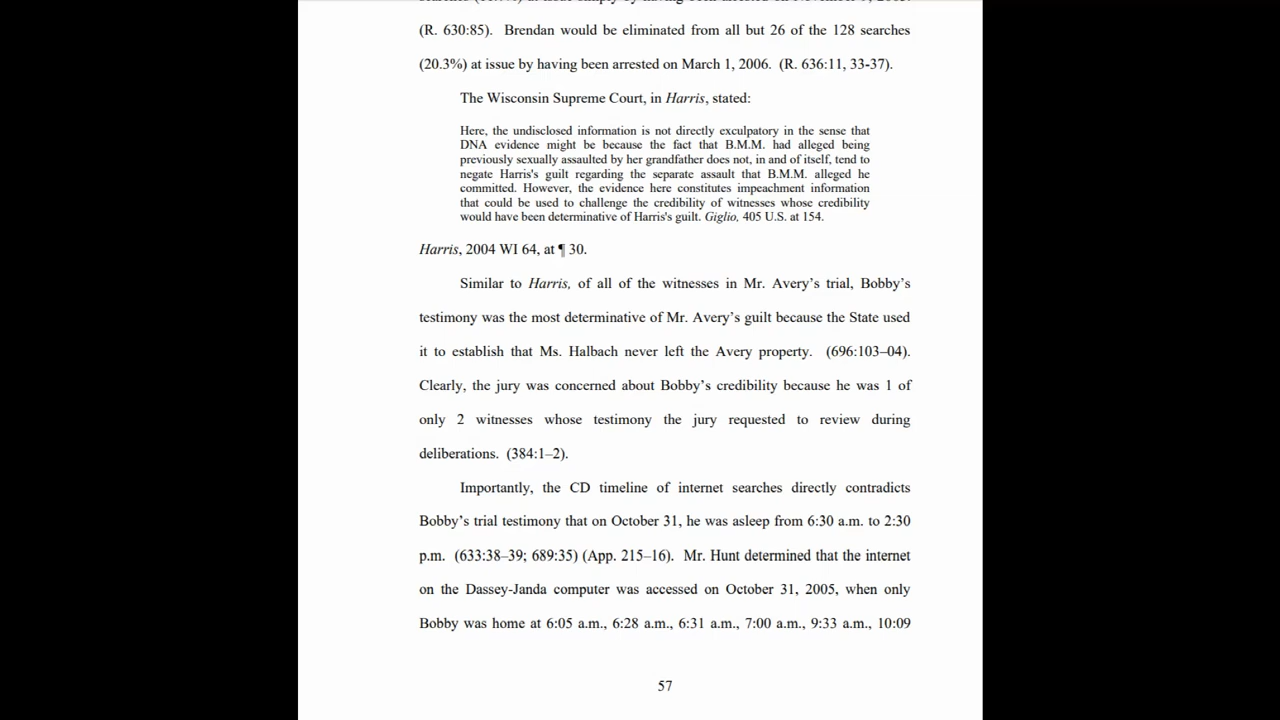 (R. 630:85). Brendan would be eliminated from all but 26 of the 128 searches
(20.3%) at issue by having been arrested on March 1, 2006. (R. 636:11, 33-37).
The Wisconsin Supreme Court, in Harris, stated:
Here, the undisclosed information is not directly exculpatory in the sense that
DNA evidence might be because the fact that B.M.M. had alleged being
previously sexually assaulted by her grandfather does not, in and of itself, tend to
negate Harris's guilt regarding the separate assault that B.M.M. alleged he
committed. However, the evidence here constitutes impeachment information
that could be used to challenge the credibility of witnesses whose credibility
would have been determinative of Harris's guilt. Giglio, 405 U.S. at 154.
Harris, 2004 WI 64, at ¶ 30.
Similar to Harris, of all of the witnesses in Mr. Avery’s trial, Bobby’s
testimony was the most determinative of Mr. Avery’s guilt because the State used
it to establish that Ms. Halbach never left the Avery property. (696:103–04).
Clearly, the jury was concerned about Bobby’s credibility because he was 1 of
only 2 witnesses whose testimony the jury requested to review during
deliberations. (384:1–2).
Importantly, the CD timeline of internet searches directly contradicts
Bobby’s trial testimony that on October 31, he was asleep from 6:30 a.m. to 2:30
p.m. (633:38–39; 689:35) (App. 215–16). Mr. Hunt determined that the internet
on the Dassey-Janda computer was accessed on October 31, 2005, when only
Bobby was home at 6:05 a.m., 6:28 a.m., 6:31 a.m., 7:00 a.m., 9:33 a.m., 10:09
57